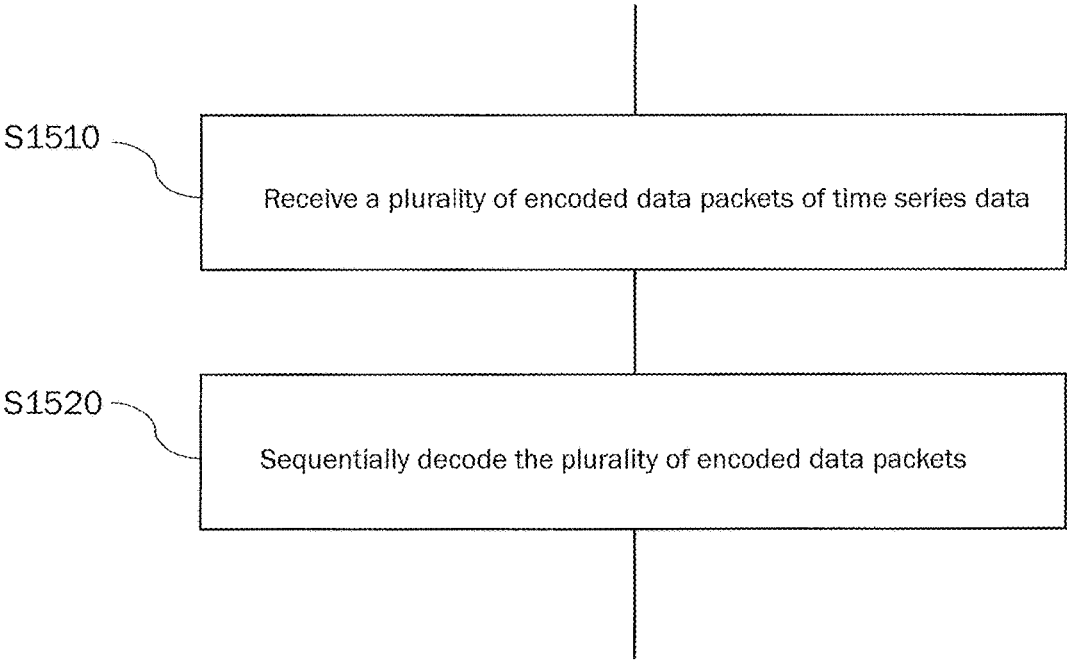 S1510
Receive a plurality of encoded data packets of time series data
S1520
Sequentially decode the plurality of encoded data packets